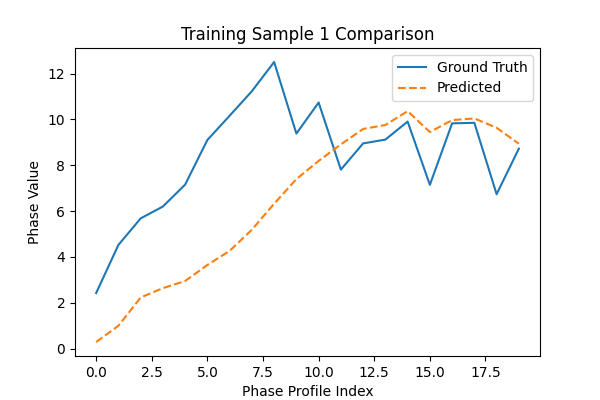 Training Sample 1 Comparison
Ground Truth
Predicted
Phase Value
12
10
8
6
4
2
0
0.0 2.5 5.0 7.5 10.0 12.5 15.0 17.5
Phase Profile Index